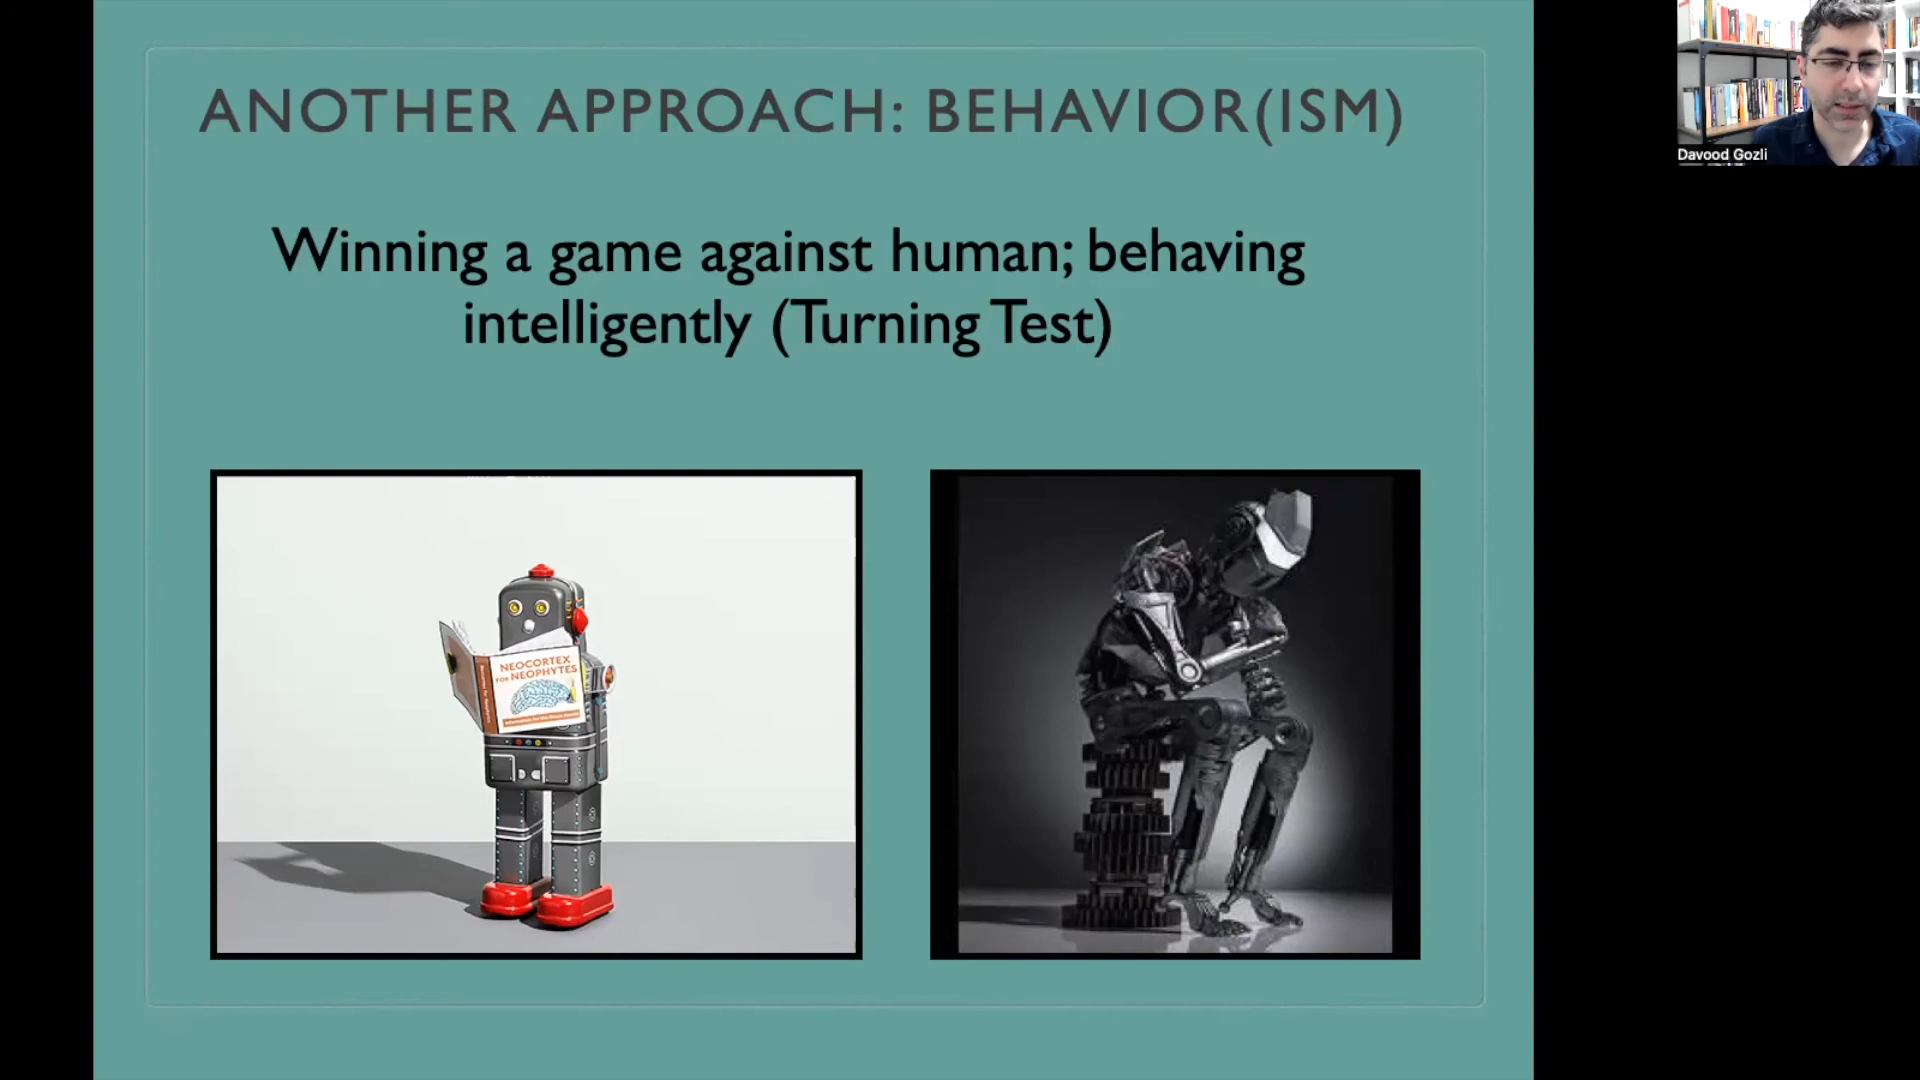 ANOTHER APPROACH: BEHAVIOR(ISM)
Winning a game against human; behaving
intelligently (Turning Test)
NEOCORTEX
FOR NEOPHYTES
Davood Gozli